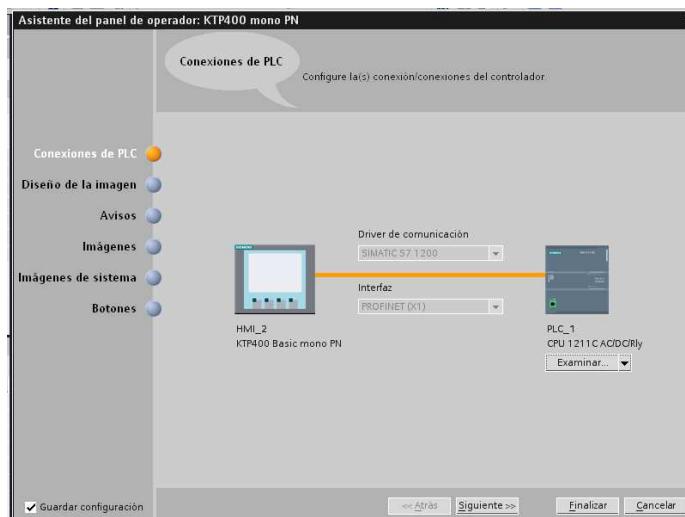 Asistente del panel de operador: KTP400 mono PN
Conexiones de PLC
Configure la(s) conexión/conexiones del controlador.
Conexiones de PLC
Diseño de la imagen
Avisos
Imágenes
Imágenes de sistema
Botones
Driver de comunicación
SIMATIC S7 1200
Interfaz
PROFINET (X1)
HMI_2
KTP400 Basic mono PN
PLC_1
CPU 1211C AC/DC/Rly
Examinar...
Guardar configuración
<< Atrás
Siguiente >>
Finalizar
Cancelar